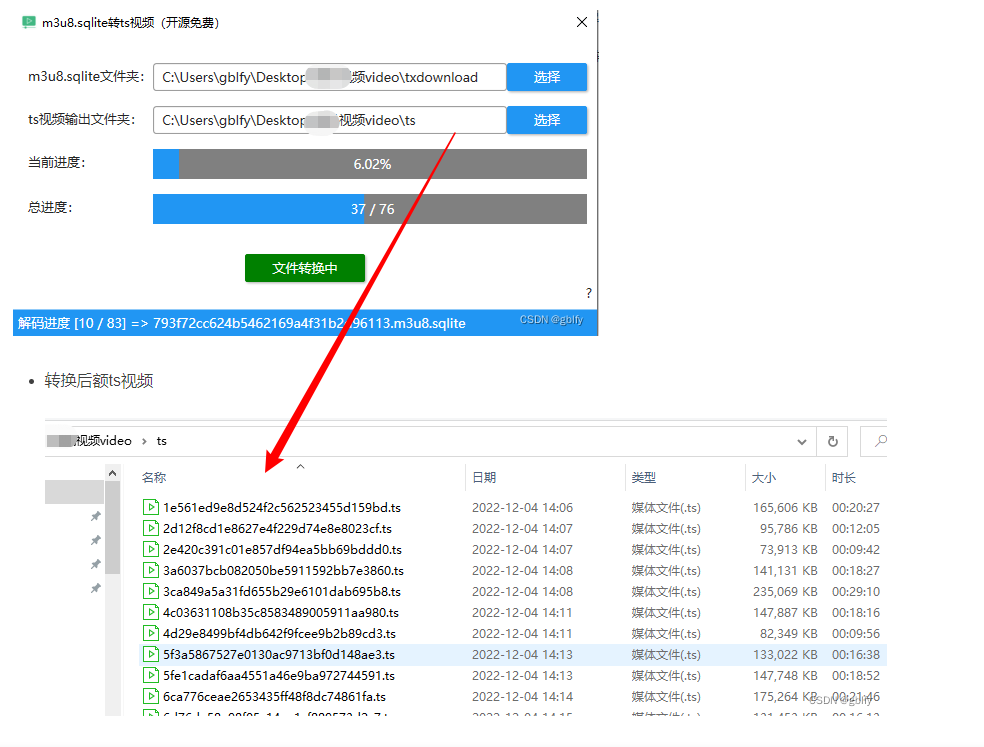 m3u8.sqlite转ts视频（开源免费）
m3u8.sqlite文件夹: C:\Users\gblfy\Desktop 视频video\txdownload 选择
ts视频输出文件夹: C:\Users\gblfy\Desktop 视频video\ts 选择
当前进度: 6.02%
总进度: 37 / 76
文件转换中
?
解码进度 [10 / 83] => 793f72cc624b5462169a4f31b2 96113.m3u8.sqlite CSDN @gblfy
• 转换后额ts视频
视频video › ts
名称 日期 类型 大小 时长
1e561ed9e8d524f2c562523455d159bd.ts 2022-12-04 14:06 媒体文件(.ts) 165,606 KB 00:20:27
2d12f8cd1e8627e4f229d74e8e8023cf.ts 2022-12-04 14:07 媒体文件(.ts) 95,786 KB 00:12:05
2e420c391c01e857df94ea5bb69bddd0.ts 2022-12-04 14:07 媒体文件(.ts) 73,913 KB 00:09:42
3a6037bcb082050be5911592bb7e3860.ts 2022-12-04 14:08 媒体文件(.ts) 141,131 KB 00:18:27
3ca849a5a31fd655b29e6101dab695b8.ts 2022-12-04 14:08 媒体文件(.ts) 235,069 KB 00:29:10
4c03631108b35c8583489005911aa980.ts 2022-12-04 14:11 媒体文件(.ts) 147,887 KB 00:18:16
4d29e8499bf4db642f9fcee9b2b89cd3.ts 2022-12-04 14:11 媒体文件(.ts) 82,349 KB 00:09:56
5f3a5867527e0130ac9713bf0d148ae3.ts 2022-12-04 14:13 媒体文件(.ts) 133,022 KB 00:16:38
5fe1cadaf6aa4551a46e9ba972744591.ts 2022-12-04 14:13 媒体文件(.ts) 147,748 KB 00:18:52
6ca776ceae2653435ff48f8dc74861fa.ts 2022-12-04 14:14 媒体文件(.ts) 175,264 KB 00:21:46
CSDN @gblfy